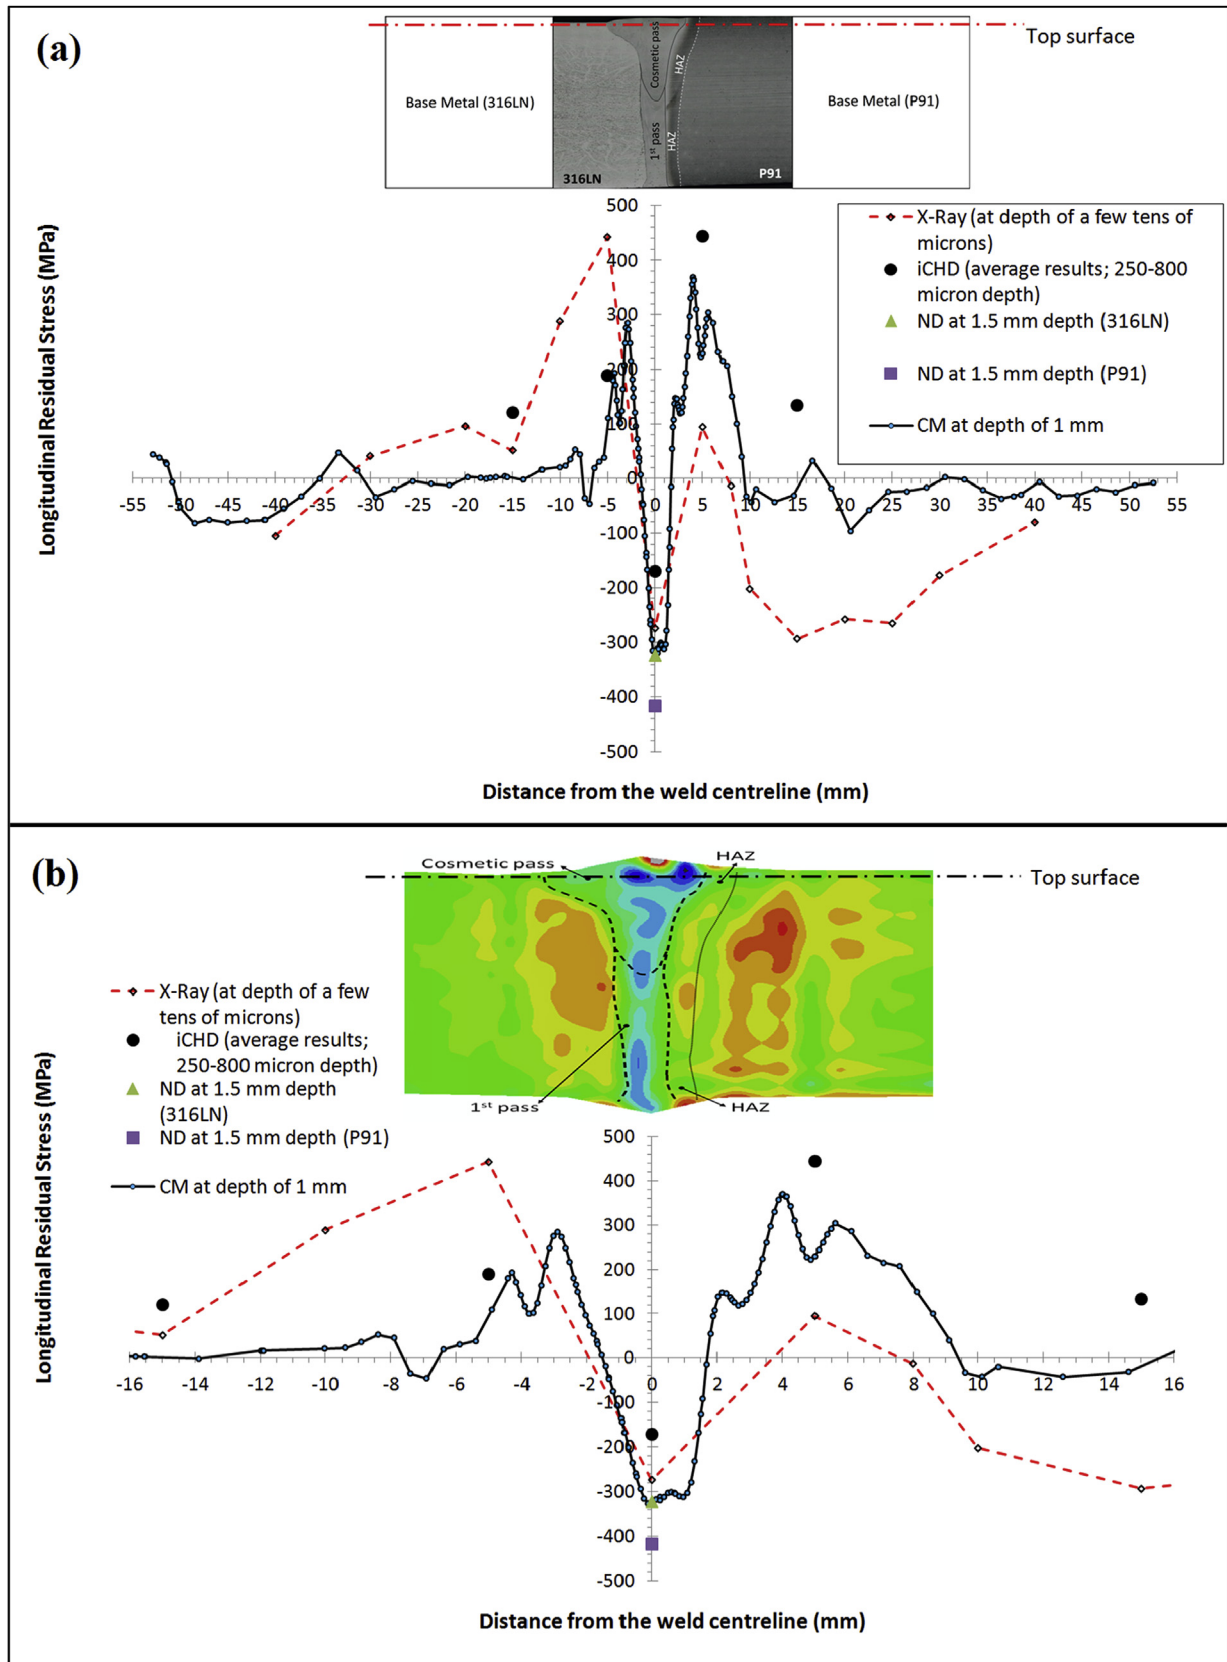 (a)
Top surface
Cosmetic pass
HAZ
Base Metal (316LN)
Base Metal (P91)
1st pass
HAZ
316LN
P91
Longitudinal Residual Stress (MPa)
500
400
300
200
100
0
-100
-200
-300
-400
-500
-55 -50 -45 -40 -35 -30 -25 -20 -15 -10 -5 0 5 10 15 20 25 30 35 40 45 50 55
X-Ray (at depth of a few tens of
microns)
iCHD (average results; 250-800
micron depth)
ND at 1.5 mm depth (316LN)
ND at 1.5 mm depth (P91)
CM at depth of 1 mm
Distance from the weld centreline (mm)
(b)
Cosmetic pass
HAZ
Top surface
1st pass
HAZ
X-Ray (at depth of a few
tens of microns)
iCHD (average results;
250-800 micron depth)
ND at 1.5 mm depth
(316LN)
ND at 1.5 mm depth (P91)
CM at depth of 1 mm
Longitudinal Residual Stress (MPa)
500
400
300
200
100
0
-100
-200
-300
-400
-500
-16 -14 -12 -10 -8 -6 -4 -2 0 2 4 6 8 10 12 14 16
Distance from the weld centreline (mm)